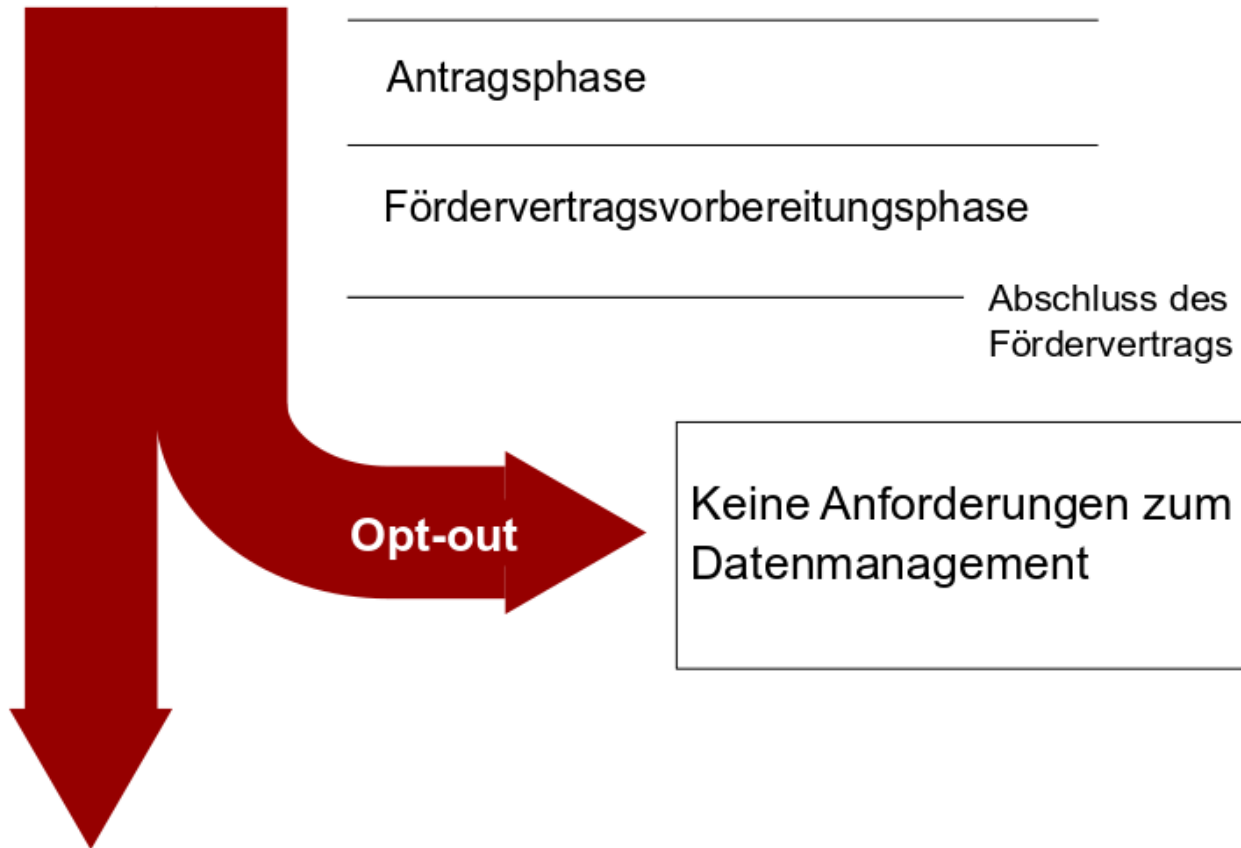 Antragsphase
Fördervertragsvorbereitungsphase
Abschluss des
Fördervertrags
Opt-out
Keine Anforderungen zum
Datenmanagement